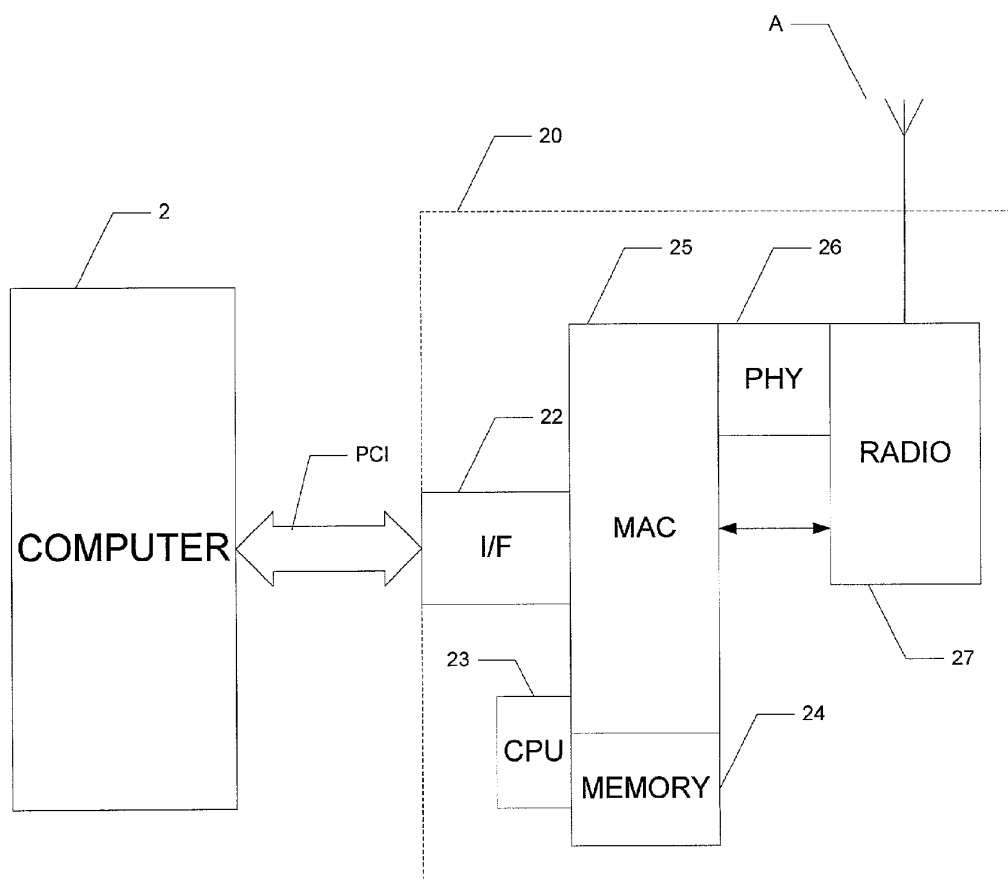 A
20
2
25
26
PHY
22
PCI
RADIO
MAC
COMPUTER
I/F
23
27
24
CPU
MEMORY